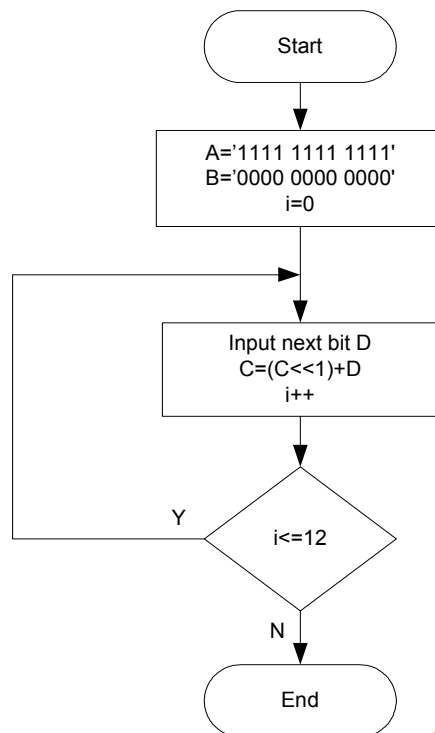 Start
A='1111 1111 1111'
B='0000 0000 0000'
i=0
Input next bit D
C=(C<<1)+D
i++
Y
i<=12
N
End